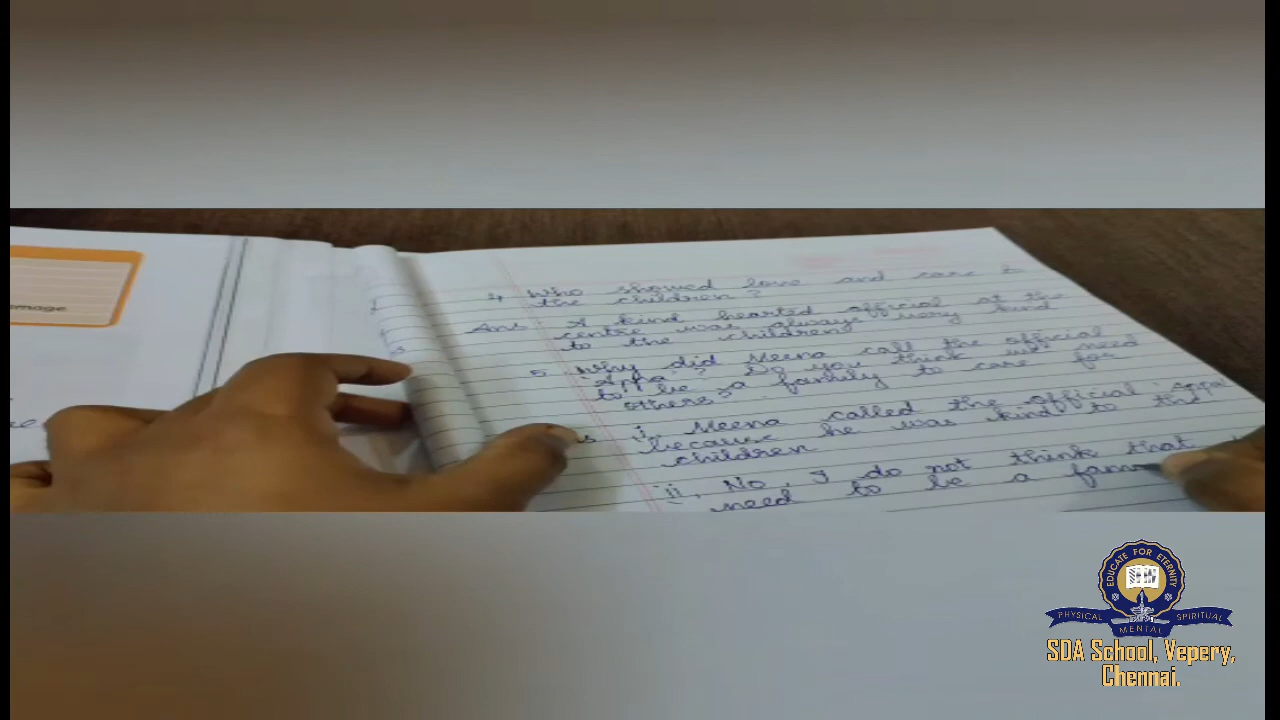 emage
4. Who showed love and care to
the children?
Ans A kind hearted official at the
centre was always very kind
to the children.
5. Why did Meena call the official
'Appa'? Do you think we need
to be a family to care for
others?
i, Meena called the official 'Appa'
because he was kind to the
children
ii, No, I do not think that
need to be a fam
EDUCATE FOR ETERNITY
PHYSICAL MENTAL SPIRITUAL
SDA School, Vepery,
Chennai.